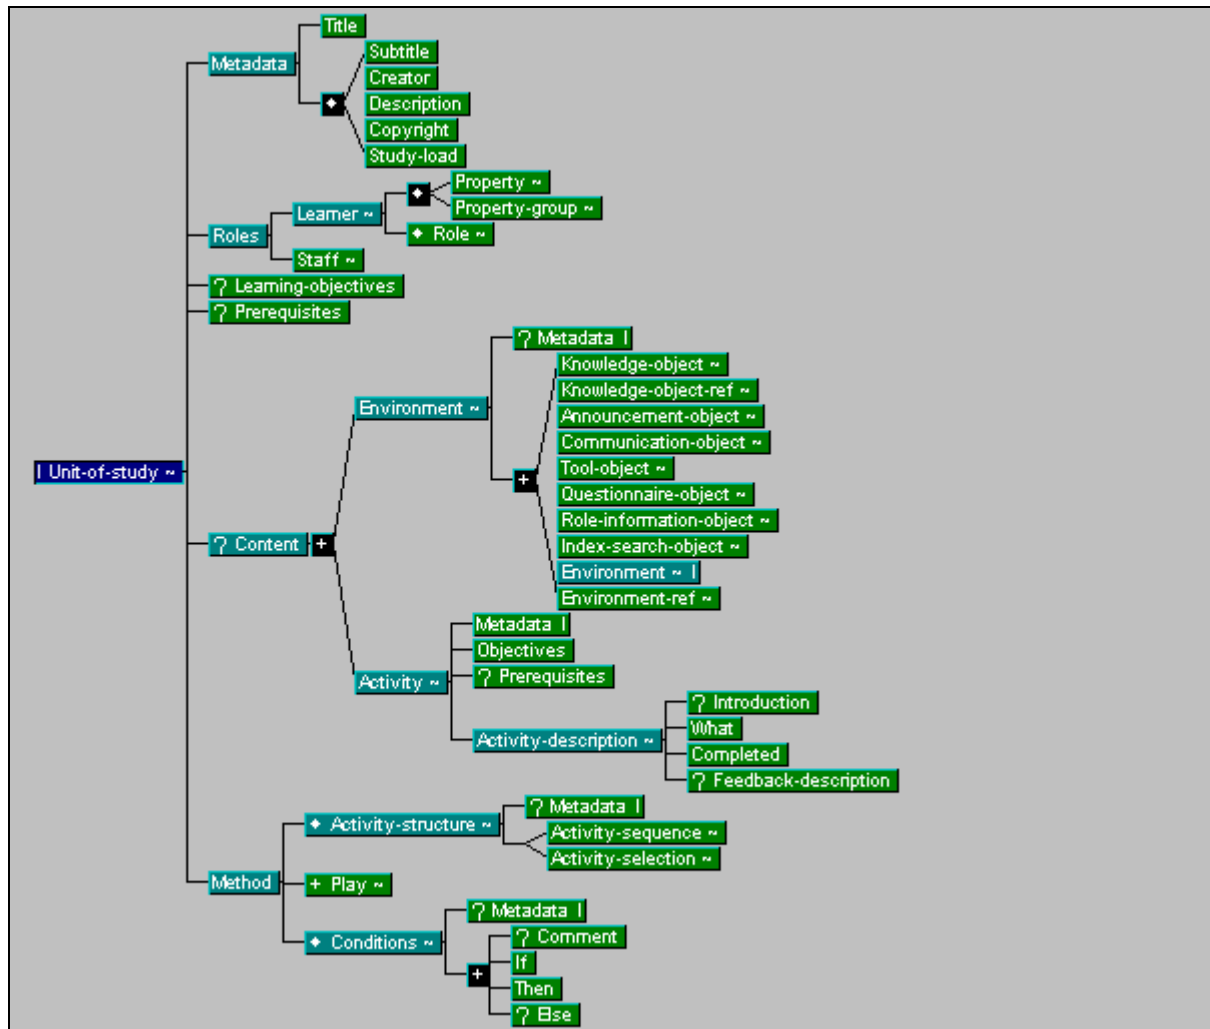 Title
Metadata
Subtitle
Creator
◆
Description
Copyright
Study-load
Property ~
◆
Property-group ~
Learner ~
◆ Role ~
Roles
Staff ~
? Learning-objectives
? Prerequisites
? Metadata |
Knowledge-object ~
Knowledge-object-ref ~
Environment ~
Announcement-object ~
Communication-object ~
| Unit-of-study ~
Tool-object ~
+
Questionnaire-object ~
Role-information-object ~
? Content +
Index-search-object ~
Environment ~ |
Environment-ref ~
Metadata |
Objectives
Activity ~
? Prerequisites
Activity-description ~
? Introduction
What
Completed
? Feedback-description
? Metadata |
◆ Activity-structure ~
Activity-sequence ~
Activity-selection ~
Method
+ Play ~
? Metadata |
◆ Conditions ~
? Comment
If
+
Then
? Else